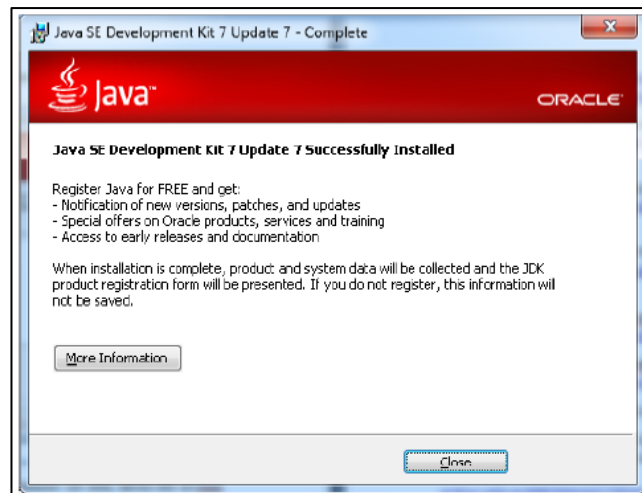 Java SE Development Kit 7 Update 7 - Complete
Java™
ORACLE®
Java SE Development Kit 7 Update 7 Successfully Installed
Register Java for FREE and get:
- Notification of new versions, patches, and updates
- Special offers on Oracle products, services and training
- Access to early releases and documentation
When installation is complete, product and system data will be collected and the JDK
product registration form will be presented. If you do not register, this information will
not be saved.
More Information
Close